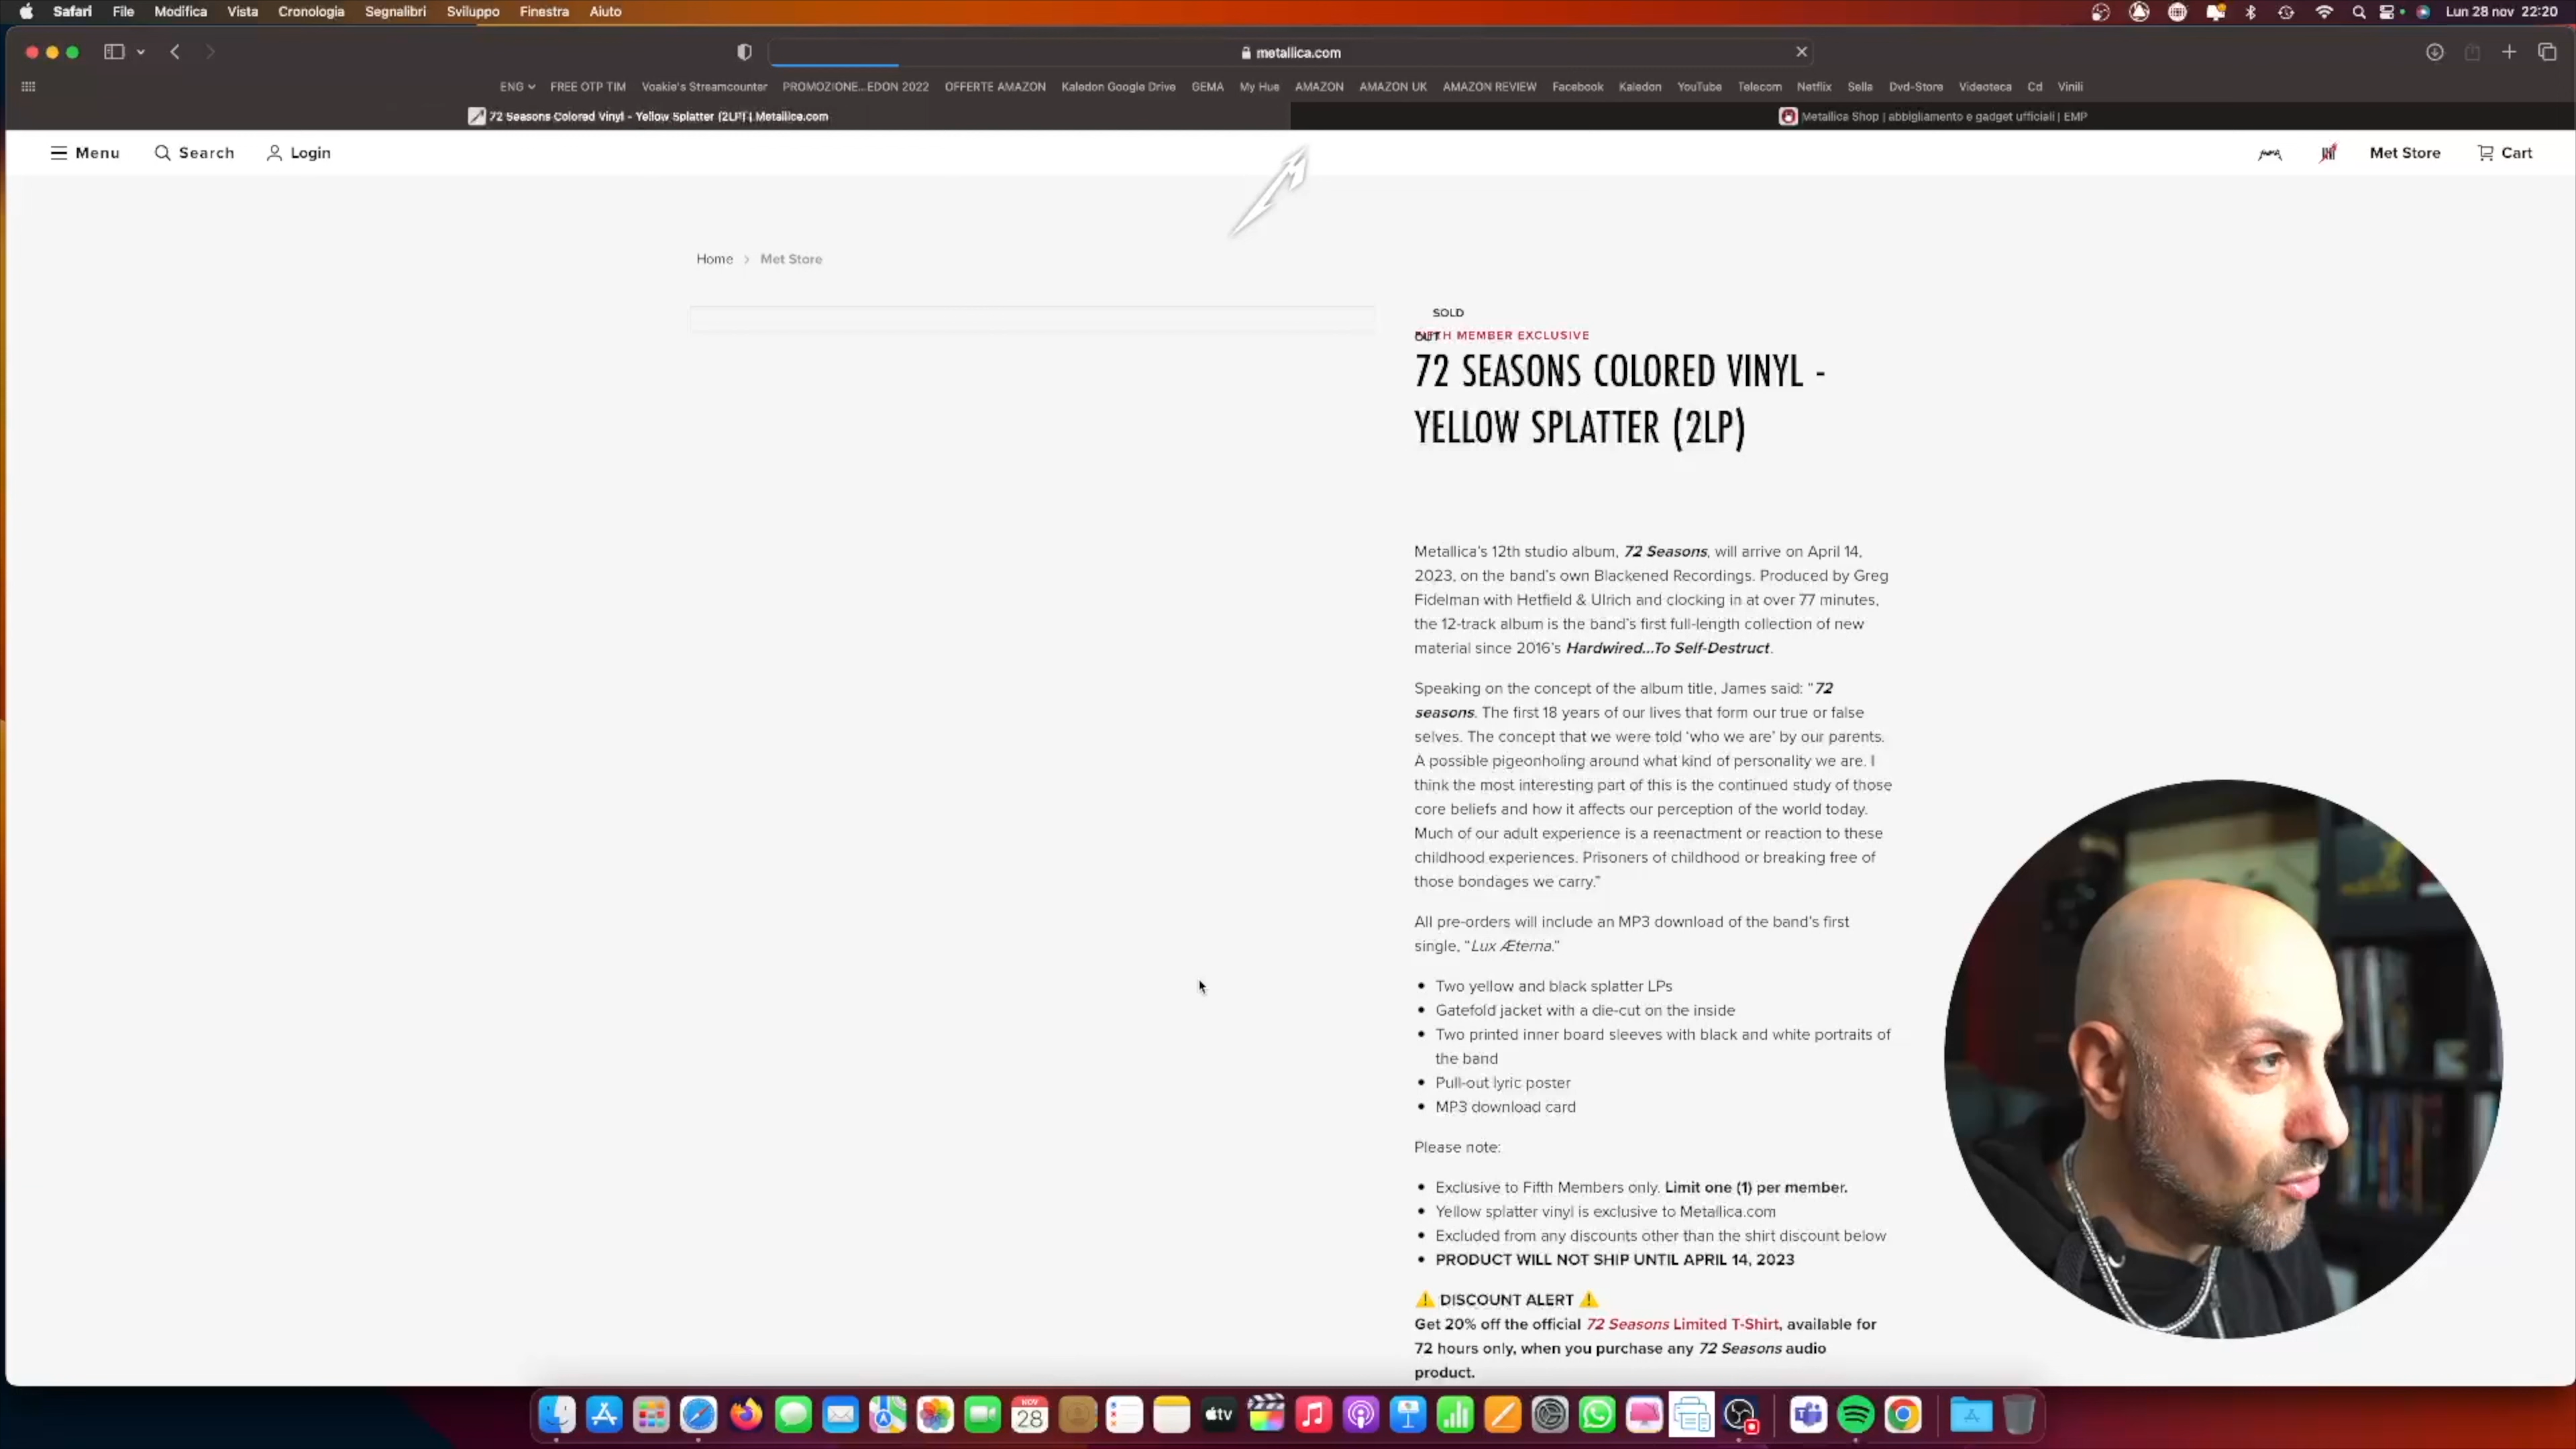 Safari File Modifica Vista Cronologia Segnalibri Sviluppo Finestra Aiuto
Lun 28 nov 22:20
metallica.com
ENG FREE OTP TIM Voakie's Streamcounter PROMOZIONE...EDON 2022 OFFERTE AMAZON Kaledon Google Drive GEMA My Hue AMAZON AMAZON UK AMAZON REVIEW Facebook Kaledon YouTube Telecom Netflix Sella Dvd-Store Videoteca Cd Vinili
72 Seasons Colored Vinyl - Yellow Splatter (2LP) | Metallica.com
Metallica Shop | abbigliamento e gadget ufficiali | EMP
Menu Search Login
Met Store Cart
Home > Met Store
SOLD
OUT
FIFTH MEMBER EXCLUSIVE
72 SEASONS COLORED VINYL -
YELLOW SPLATTER (2LP)
Metallica's 12th studio album, 72 Seasons, will arrive on April 14,
2023, on the band's own Blackened Recordings. Produced by Greg
Fidelman with Hetfield & Ulrich and clocking in at over 77 minutes,
the 12-track album is the band's first full-length collection of new
material since 2016's Hardwired...To Self-Destruct.
Speaking on the concept of the album title, James said: "72
seasons. The first 18 years of our lives that form our true or false
selves. The concept that we were told 'who we are' by our parents.
A possible pigeonholing around what kind of personality we are. I
think the most interesting part of this is the continued study of those
core beliefs and how it affects our perception of the world today.
Much of our adult experience is a reenactment or reaction to these
childhood experiences. Prisoners of childhood or breaking free of
those bondages we carry."
All pre-orders will include an MP3 download of the band's first
single, "Lux Æterna."
• Two yellow and black splatter LPs
• Gatefold jacket with a die-cut on the inside
• Two printed inner board sleeves with black and white portraits of
the band
• Pull-out lyric poster
• MP3 download card
Please note:
• Exclusive to Fifth Members only. Limit one (1) per member.
• Yellow splatter vinyl is exclusive to Metallica.com
• Excluded from any discounts other than the shirt discount below
• PRODUCT WILL NOT SHIP UNTIL APRIL 14, 2023
⚠️ DISCOUNT ALERT ⚠️
Get 20% off the official 72 Seasons Limited T-Shirt, available for
72 hours only, when you purchase any 72 Seasons audio
product.
NOV
28
tv